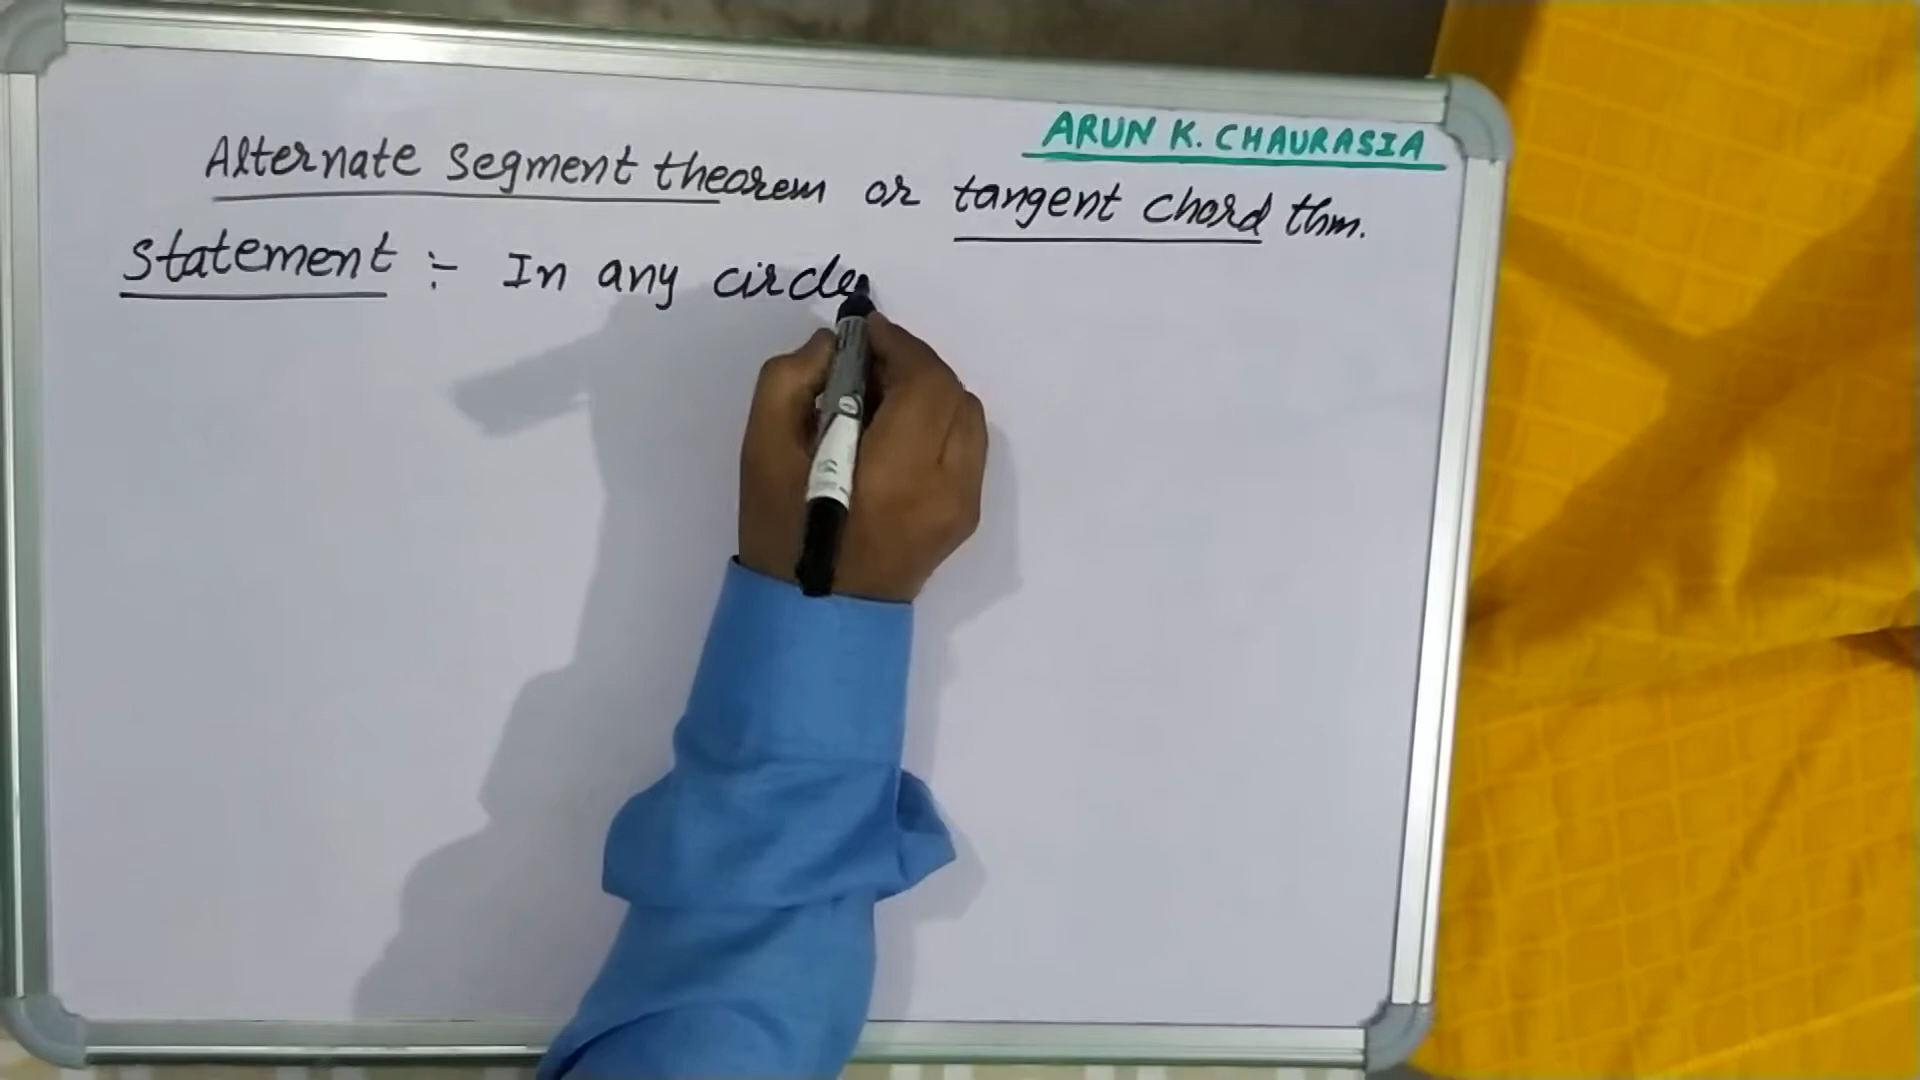 ARUN K. CHAURASIA
Alternate segment theorem or tangent chord thm.
Statement :- In any circle